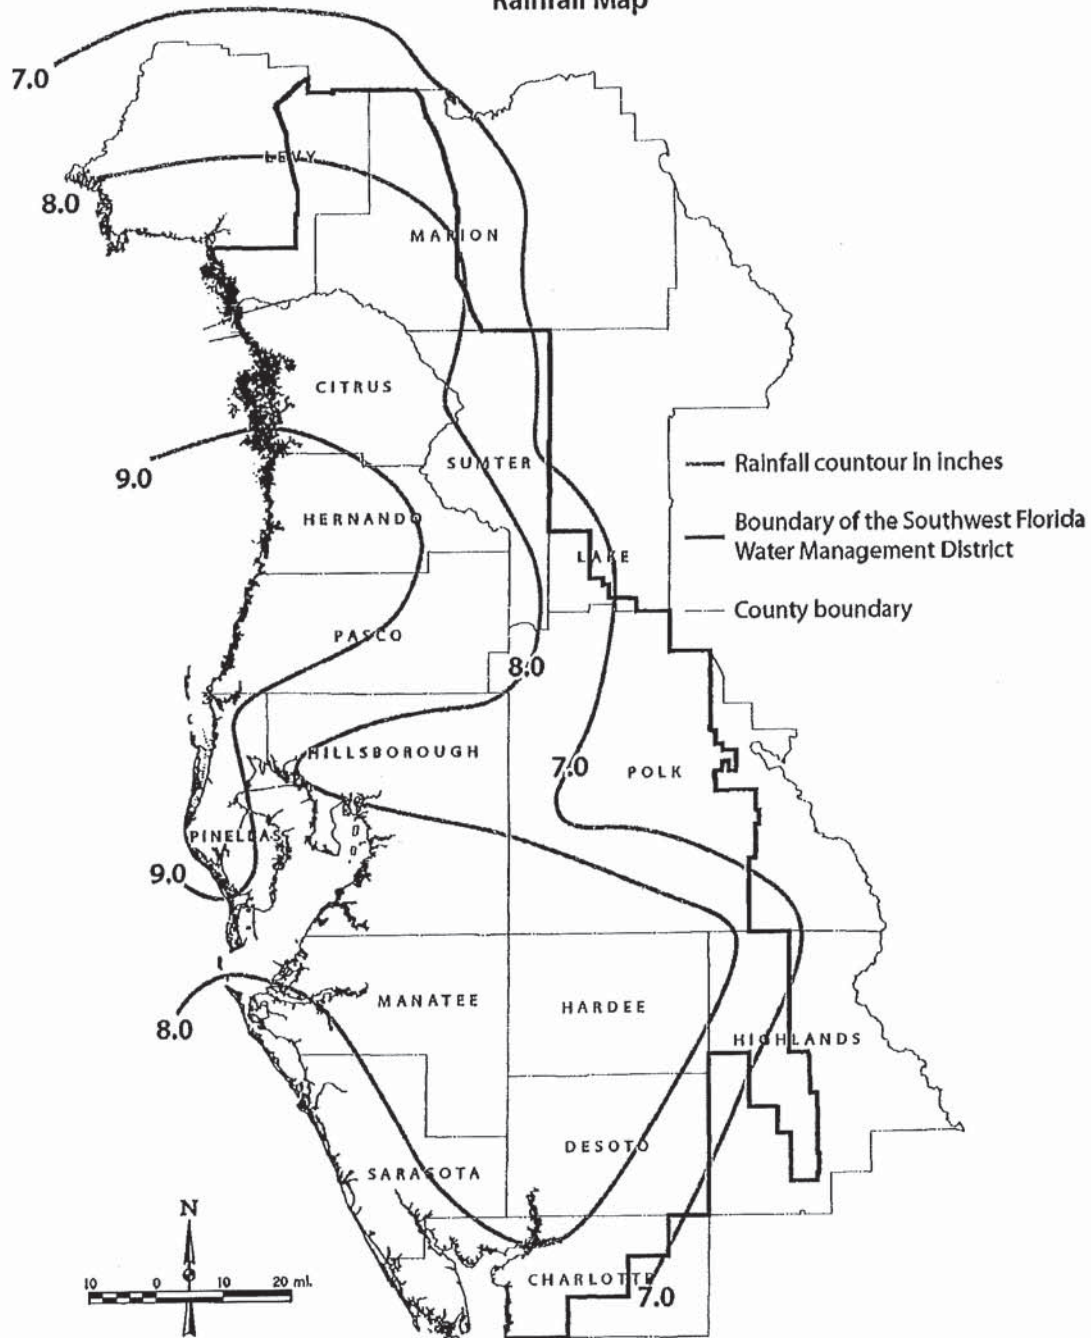 Rainfall Map
7.0
LEVY
8.0
MARION
CITRUS
9.0
SUMTER
Rainfall countour in inches
HERNANDO
Boundary of the Southwest Florida
Water Management District
LAKE
County boundary
PASCO
8.0
HILLSBOROUGH
7.0
POLK
PINELLAS
9.0
MANATEE
HARDEE
8.0
HIGHLANDS
DESOTO
SARASOTA
N
10 0 10 20 mi.
CHARLOTTE
7.0